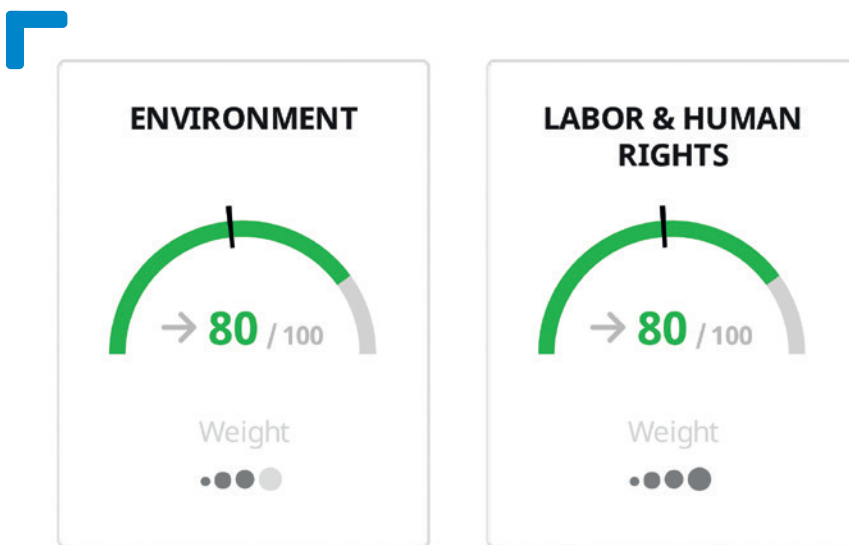 ENVIRONMENT
→ 80 / 100
Weight
LABOR & HUMAN
RIGHTS
→ 80 / 100
Weight